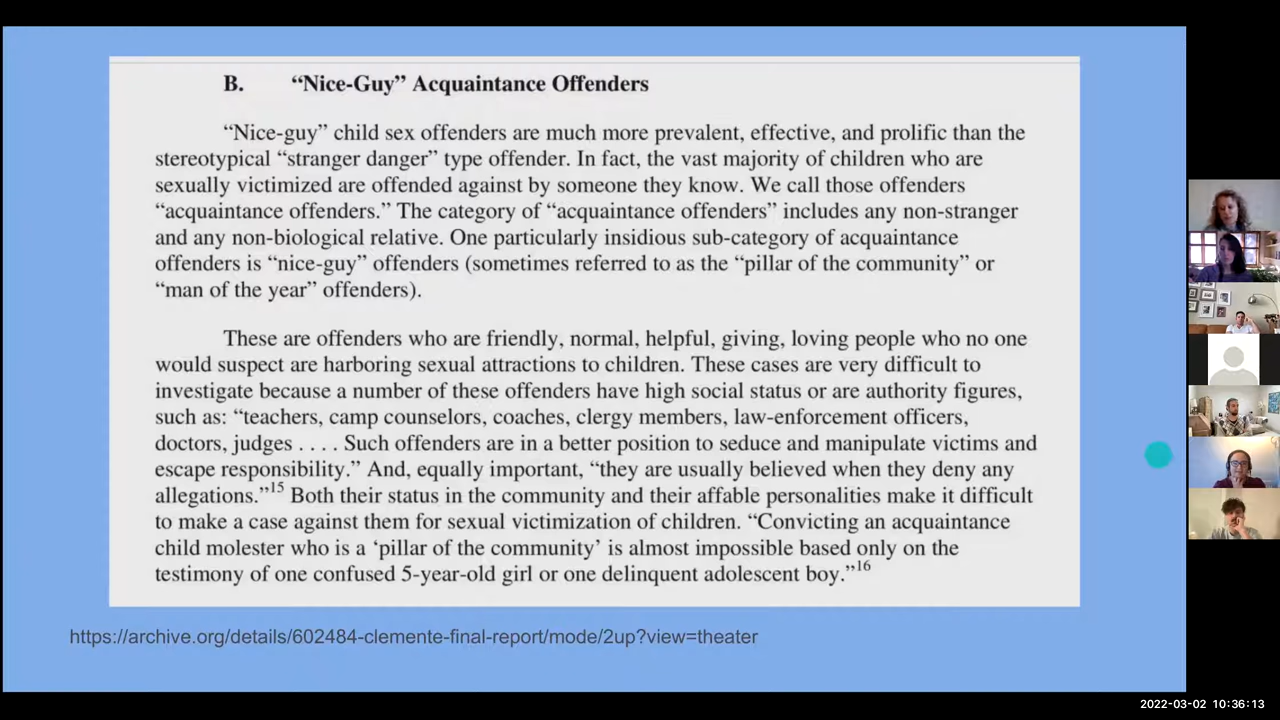 B. “Nice-Guy” Acquaintance Offenders
“Nice-guy” child sex offenders are much more prevalent, effective, and prolific than the
stereotypical “stranger danger” type offender. In fact, the vast majority of children who are
sexually victimized are offended against by someone they know. We call those offenders
“acquaintance offenders.” The category of “acquaintance offenders” includes any non-stranger
and any non-biological relative. One particularly insidious sub-category of acquaintance
offenders is “nice-guy” offenders (sometimes referred to as the “pillar of the community” or
“man of the year” offenders).
These are offenders who are friendly, normal, helpful, giving, loving people who no one
would suspect are harboring sexual attractions to children. These cases are very difficult to
investigate because a number of these offenders have high social status or are authority figures,
such as: “teachers, camp counselors, coaches, clergy members, law-enforcement officers,
doctors, judges . . . . Such offenders are in a better position to seduce and manipulate victims and
escape responsibility.” And, equally important, “they are usually believed when they deny any
allegations.”15 Both their status in the community and their affable personalities make it difficult
to make a case against them for sexual victimization of children. “Convicting an acquaintance
child molester who is a ‘pillar of the community’ is almost impossible based only on the
testimony of one confused 5-year-old girl or one delinquent adolescent boy.”16
https://archive.org/details/602484-clemente-final-report/mode/2up?view=theater
2022-03-02 10:36:13